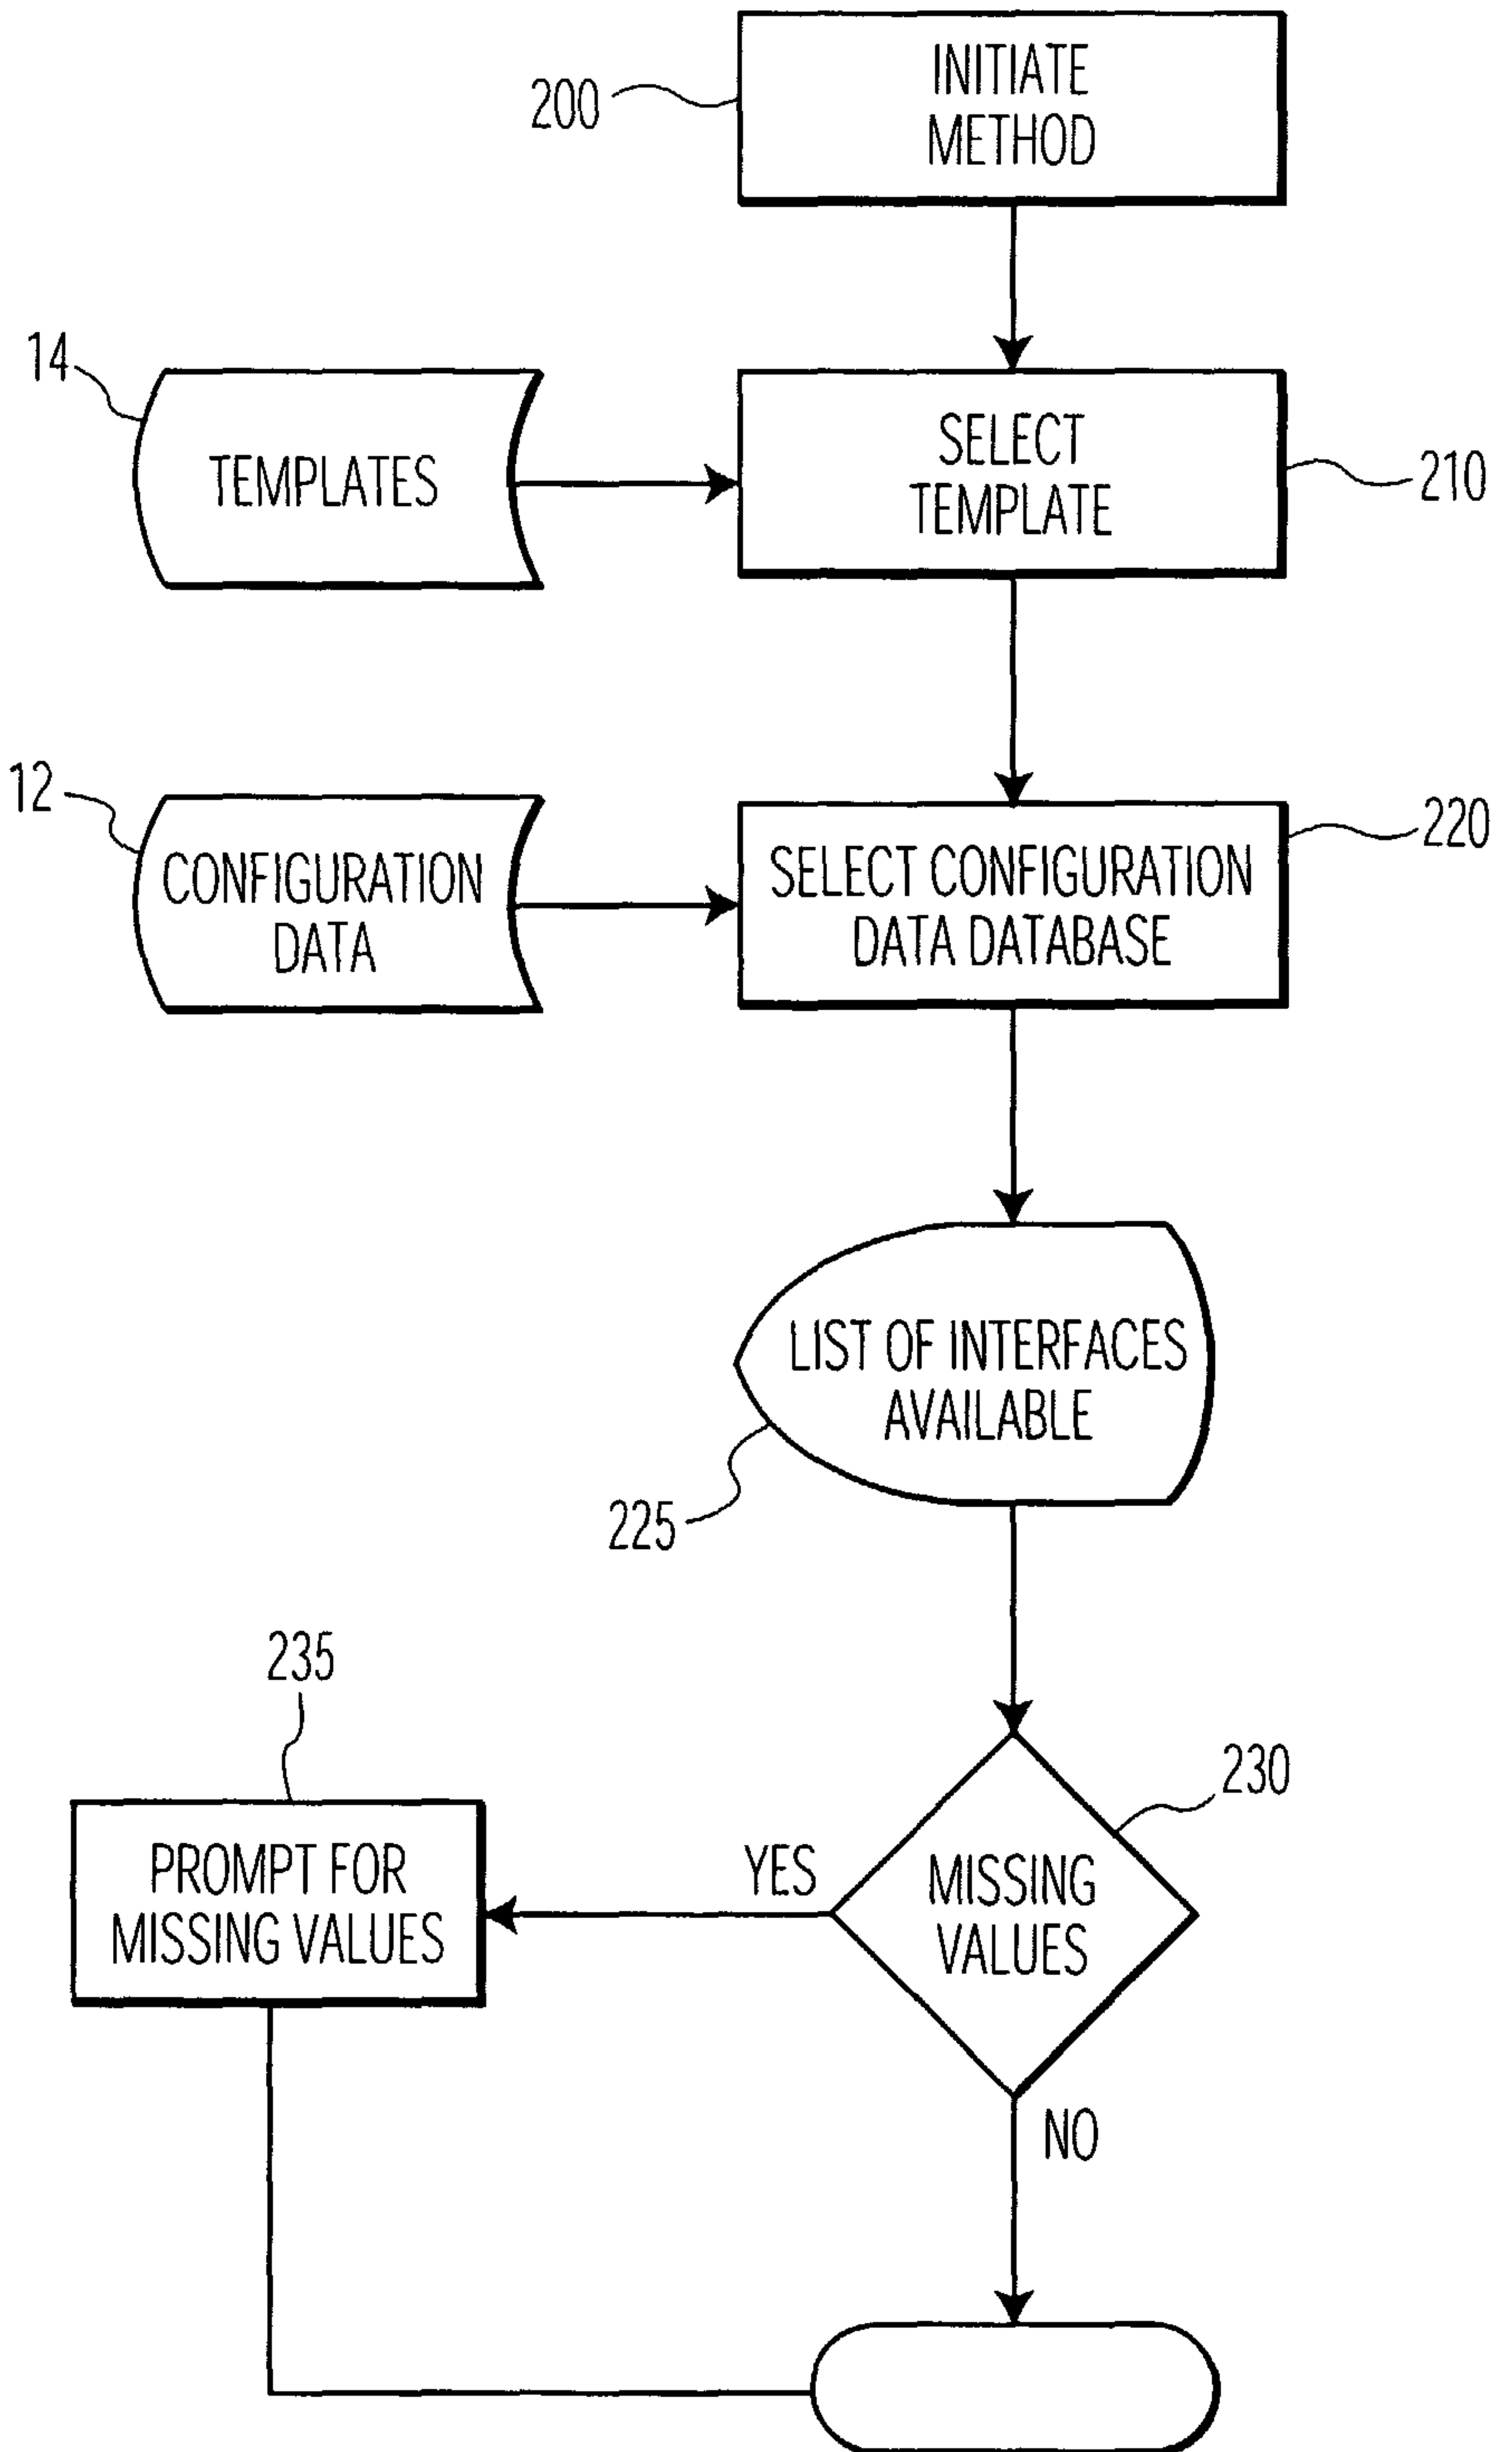 200
INITIATE
METHOD
14
TEMPLATES
SELECT
TEMPLATE
210
12
CONFIGURATION
DATA
SELECT CONFIGURATION
DATA DATABASE
220
LIST OF INTERFACES
AVAILABLE
225
235
PROMPT FOR
MISSING VALUES
YES
230
MISSING
VALUES
NO